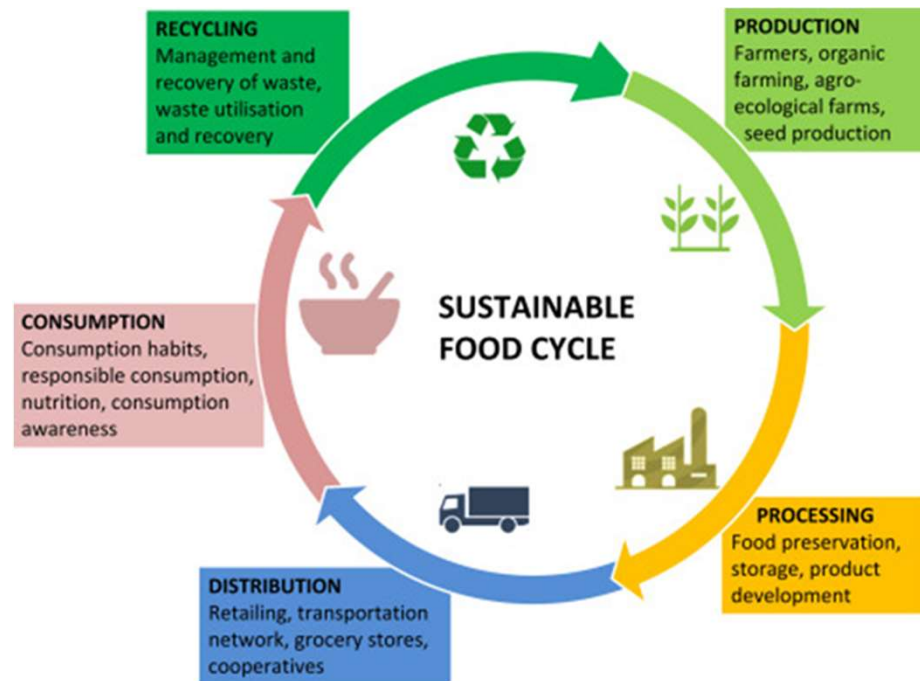 RECYCLING
Management and
recovery of waste,
waste utilisation
and recovery
PRODUCTION
Farmers, organic
farming, agro-
ecological farms,
seed production
SUSTAINABLE
FOOD CYCLE
CONSUMPTION
Consumption habits,
responsible consumption,
nutrition, consumption
awareness
PROCESSING
Food preservation,
storage, product
development
DISTRIBUTION
Retailing, transportation
network, grocery stores,
cooperatives